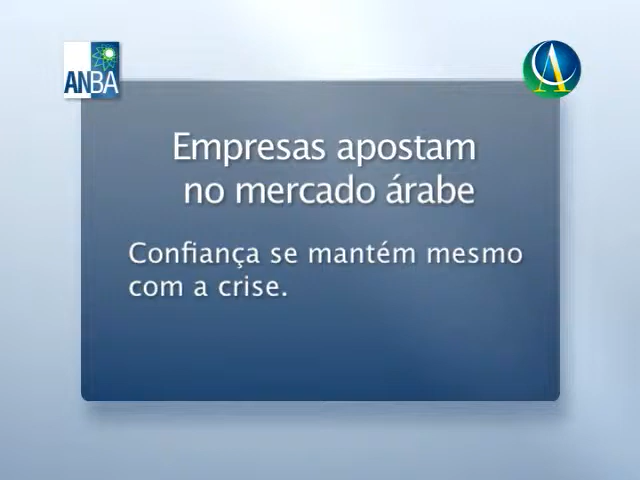 ANBA
Empresas apostam
no mercado árabe
Confiança se mantém mesmo
com a crise.